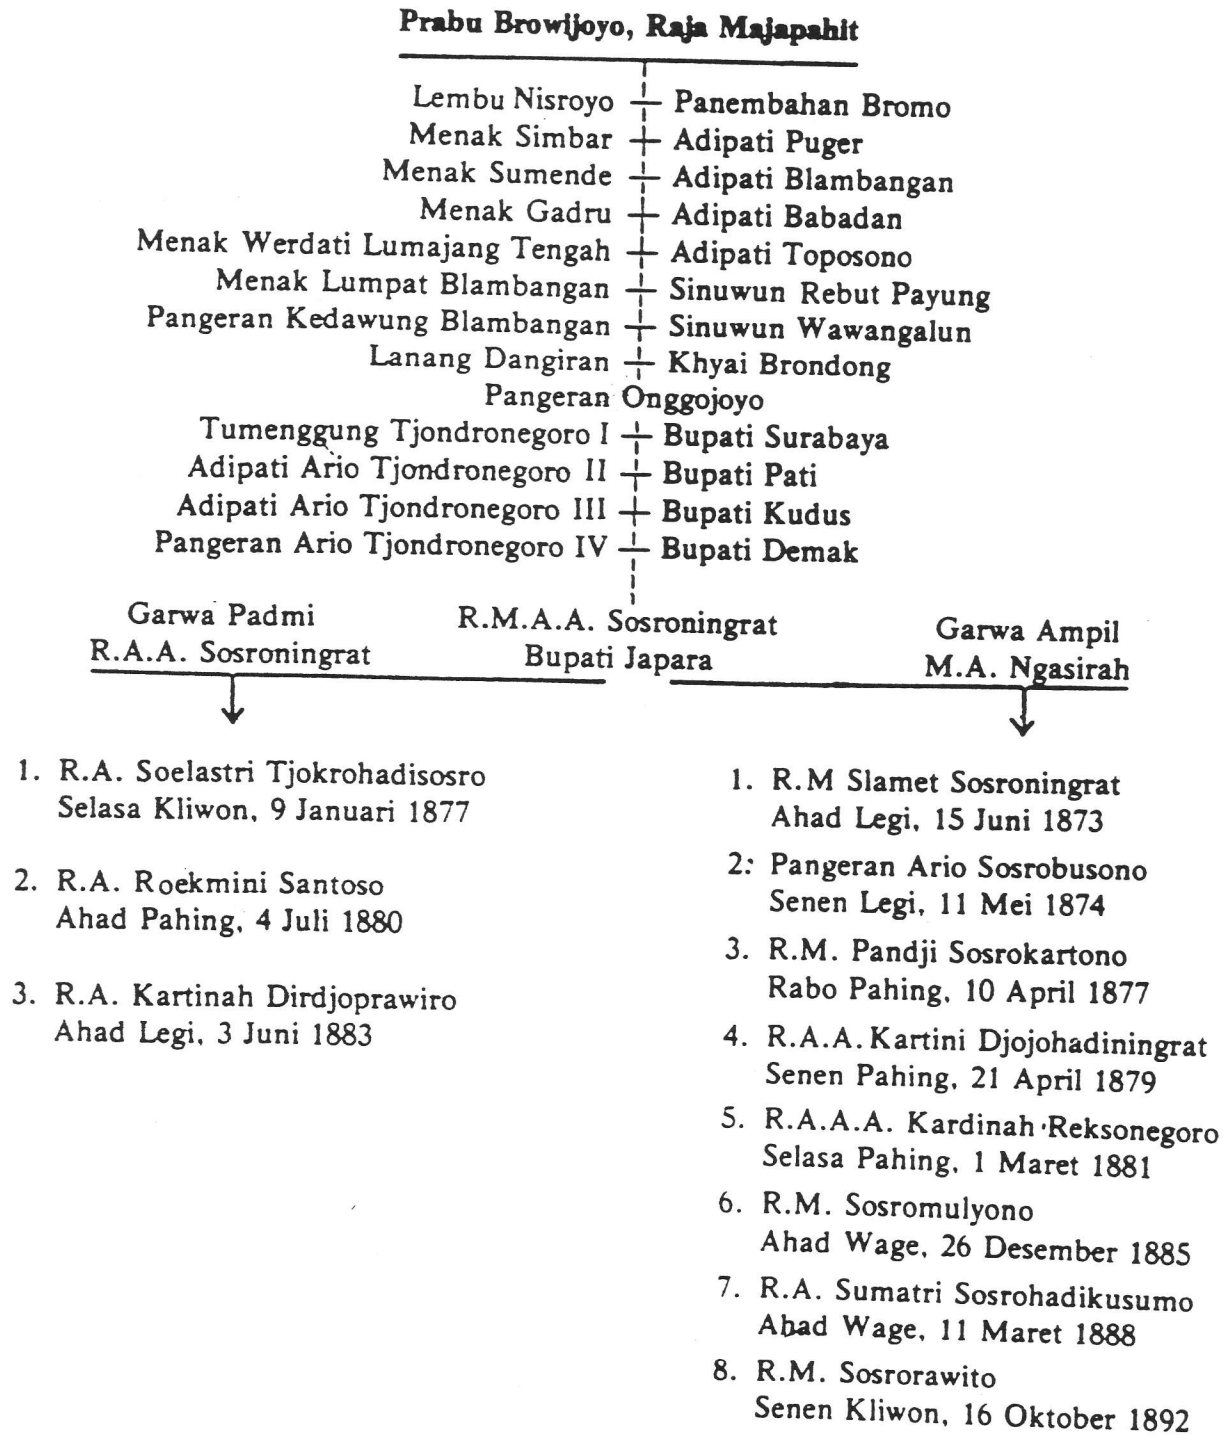 Prabu Browijoyo, Raja Majapahit
Lembu Nisroyo Panembahan Bromo
Menak Simbar Adipati Puger
Menak Sumende Adipati Blambangan
Menak Gadru Adipati Babadan
Menak Werdati Lumajang Tengah Adipati Toposono
Menak Lumpat Blambangan Sinuwun Rebut Payung
Pangeran Kedawung Blambangan Sinuwun Wawangalun
Lanang Dangiran Khyai Brondong
Pangeran Onggojoyo
Tumenggung Tjondronegoro I Bupati Surabaya
Adipati Ario Tjondronegoro II Bupati Pati
Adipati Ario Tjondronegoro III Bupati Kudus
Pangeran Ario Tjondronegoro IV Bupati Demak
Garwa Padmi
R.A.A. Sosroningrat
R.M.A.A. Sosroningrat
Bupati Japara
Garwa Ampil
M.A. Ngasirah
1. R.A. Soelastri Tjokrohadisosro
Selasa Kliwon, 9 Januari 1877
2. R.A. Roekmini Santoso
Ahad Pahing, 4 Juli 1880
3. R.A. Kartinah Dirdjoprawiro
Ahad Legi, 3 Juni 1883
1. R.M Slamet Sosroningrat
Ahad Legi, 15 Juni 1873
2: Pangeran Ario Sosrobusono
Senen Legi, 11 Mei 1874
3. R.M. Pandji Sosrokartono
Rabo Pahing, 10 April 1877
4. R.A.A. Kartini Djojohadiningrat
Senen Pahing, 21 April 1879
5. R.A.A.A. Kardinah Reksonegoro
Selasa Pahing, 1 Maret 1881
6. R.M. Sosromulyono
Ahad Wage, 26 Desember 1885
7. R.A. Sumatri Sosrohadikusumo
Ahad Wage, 11 Maret 1888
8. R.M. Sosrorawito
Senen Kliwon, 16 Oktober 1892